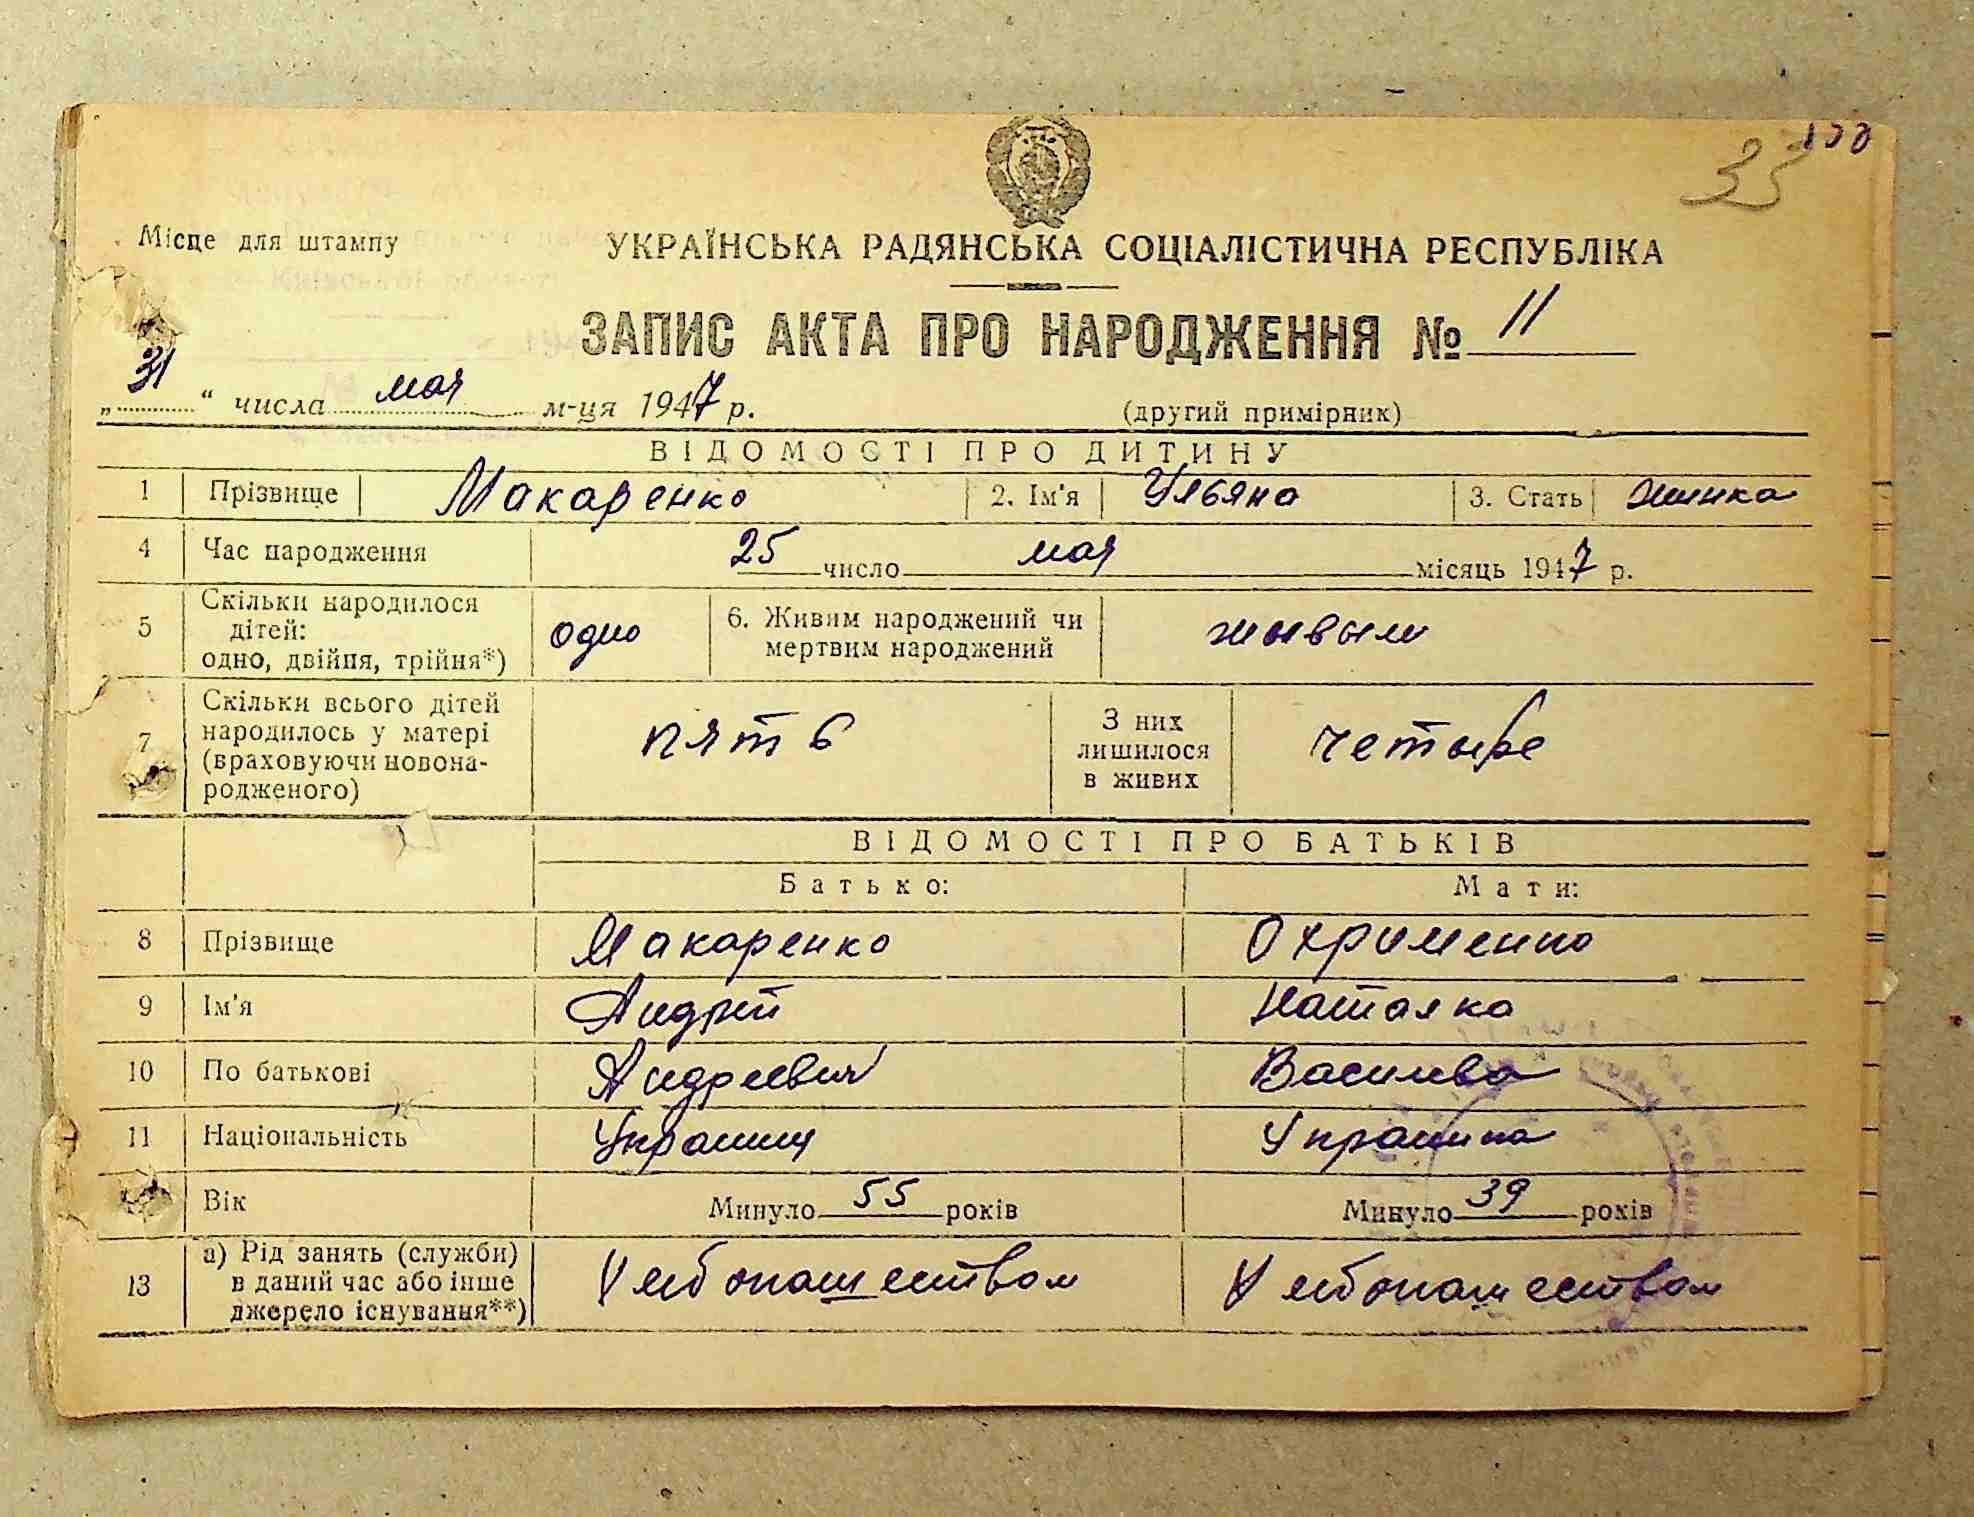 33
Місце для штампу
УКРАЇНСЬКА РАДЯНСЬКА СОЦІАЛІСТИЧНА РЕСПУБЛІКА
ЗАПИС АКТА ПРО НАРОДЖЕННЯ № 11
„31“ числа мая м-ця 1947 р. (другий примірник)
ВІДОМОСТІ ПРО ДИТИНУ
1 Прізвище Макаренко 2. Ім'я Ульяна 3. Стать жинка
4 Час народження 25 число мая місяць 1947 р.
5 Скільки народилося дітей: одно, двійня, трійня*) одно 6. Живим народжений чи мертвим народжений жывым
7 Скільки всього дітей народилось у матері (враховуючи новонародженого) пять З них лишилося в живих четыре
ВІДОМОСТІ ПРО БАТЬКІВ
Батько: Мати:
8 Прізвище Макаренко Охрименко
9 Ім'я Андрій Наталка
10 По батькові Андреевич Василева
11 Національність
Вік Минуло 55 років Минуло 39 років
13 а) Рід занять (служби) в даний час або інше джерело існування**)